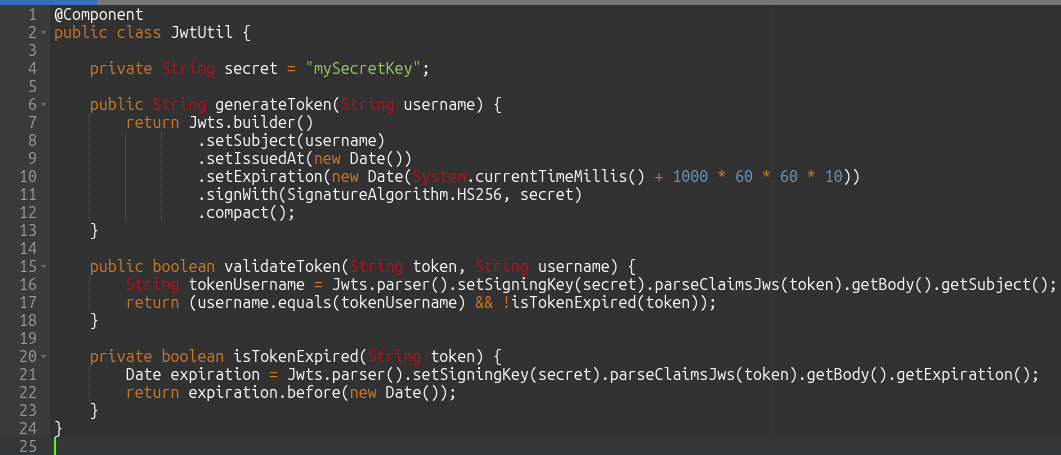 1 @Component
2 public class JwtUtil {
3
4     private String secret = "mySecretKey";
5
6     public String generateToken(String username) {
7         return Jwts.builder()
8                 .setSubject(username)
9                 .setIssuedAt(new Date())
10                 .setExpiration(new Date(System.currentTimeMillis() + 1000 * 60 * 60 * 10))
11                 .signWith(SignatureAlgorithm.HS256, secret)
12                 .compact();
13     }
14
15     public boolean validateToken(String token, String username) {
16         String tokenUsername = Jwts.parser().setSigningKey(secret).parseClaimsJws(token).getBody().getSubject();
17         return (username.equals(tokenUsername) && !isTokenExpired(token));
18     }
19
20     private boolean isTokenExpired(String token) {
21         Date expiration = Jwts.parser().setSigningKey(secret).parseClaimsJws(token).getBody().getExpiration();
22         return expiration.before(new Date());
23     }
24 }
25